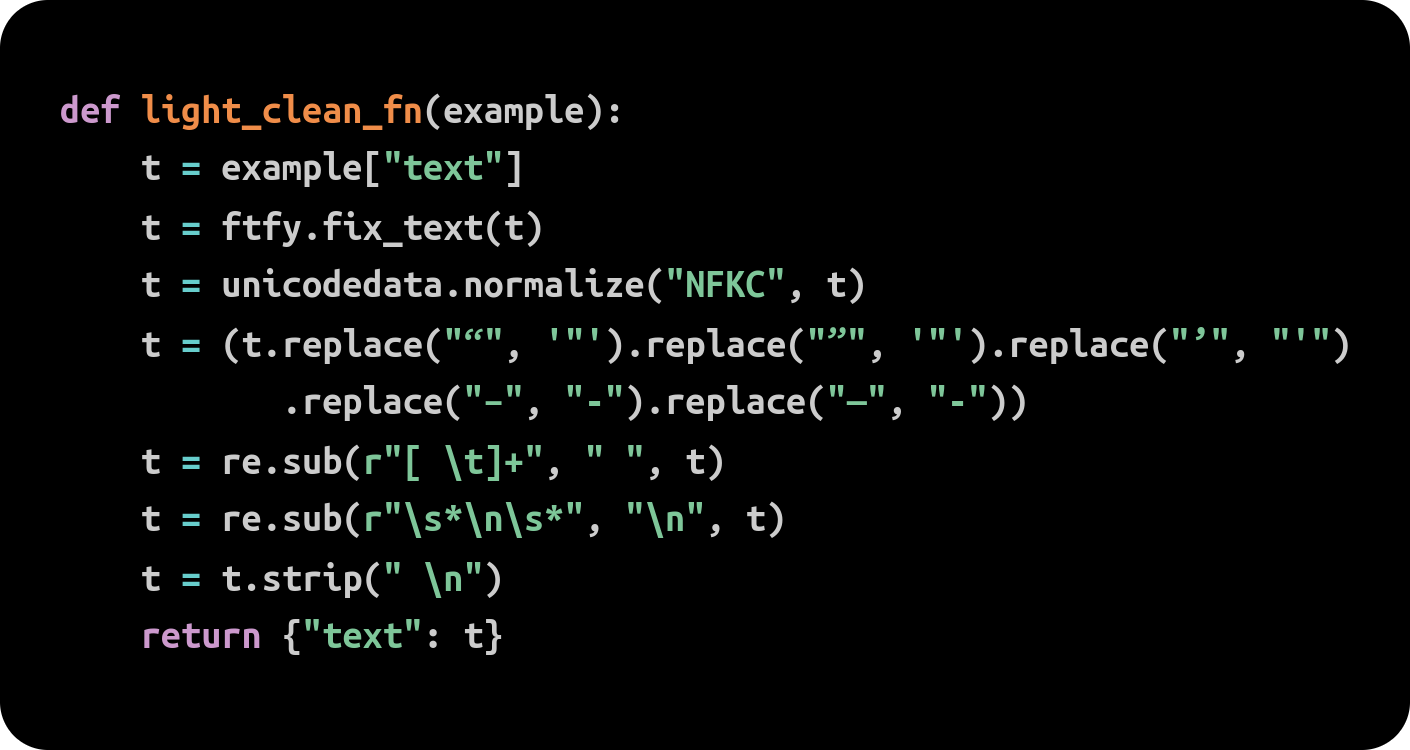 def light_clean_fn(example):
    t = example["text"]
    t = ftfy.fix_text(t)
    t = unicodedata.normalize("NFKC", t)
    t = (t.replace("“", '"').replace("”", '"').replace("’", "'")
           .replace("–", "-").replace("—", "-"))
    t = re.sub(r"[ \t]+", " ", t)
    t = re.sub(r"\s*\n\s*", "\n", t)
    t = t.strip(" \n")
    return {"text": t}